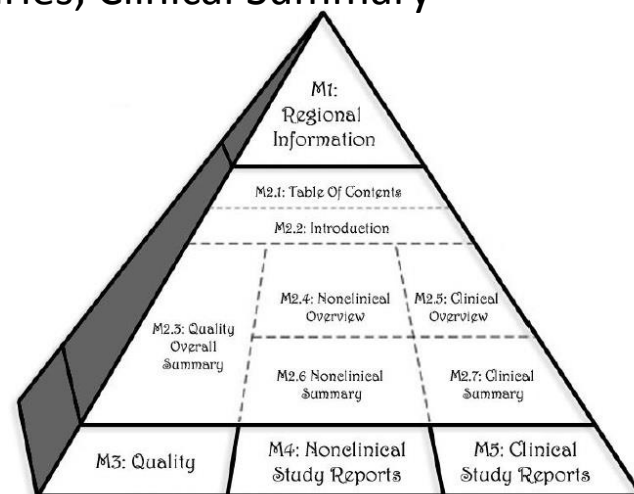 Clinical Summary
M1:
Regional
Information
M2.1: Table Of Contents
M2.2: Introduction
M2.3: Quality
Overall
Summary
M2.4: Nonclinical
Overview
M2.5: Clinical
Overview
M2.6 Nonclinical
Summary
M2.7: Clinical
Summary
M3: Quality
M4: Nonclinical
Study Reports
M5: Clinical
Study Reports